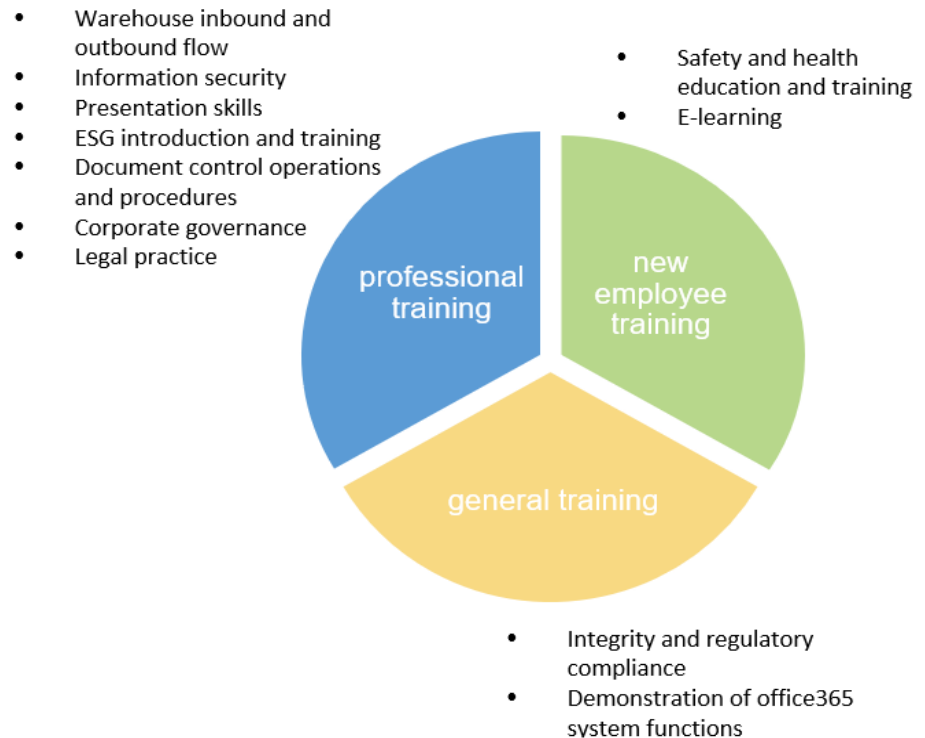 • Warehouse inbound and
outbound flow
• Information security
• Presentation skills
• ESG introduction and training
• Document control operations
and procedures
• Corporate governance
• Legal practice
• Safety and health
education and training
• E-learning
professional
training
new
employee
training
general training
• Integrity and regulatory
compliance
• Demonstration of office365
system functions